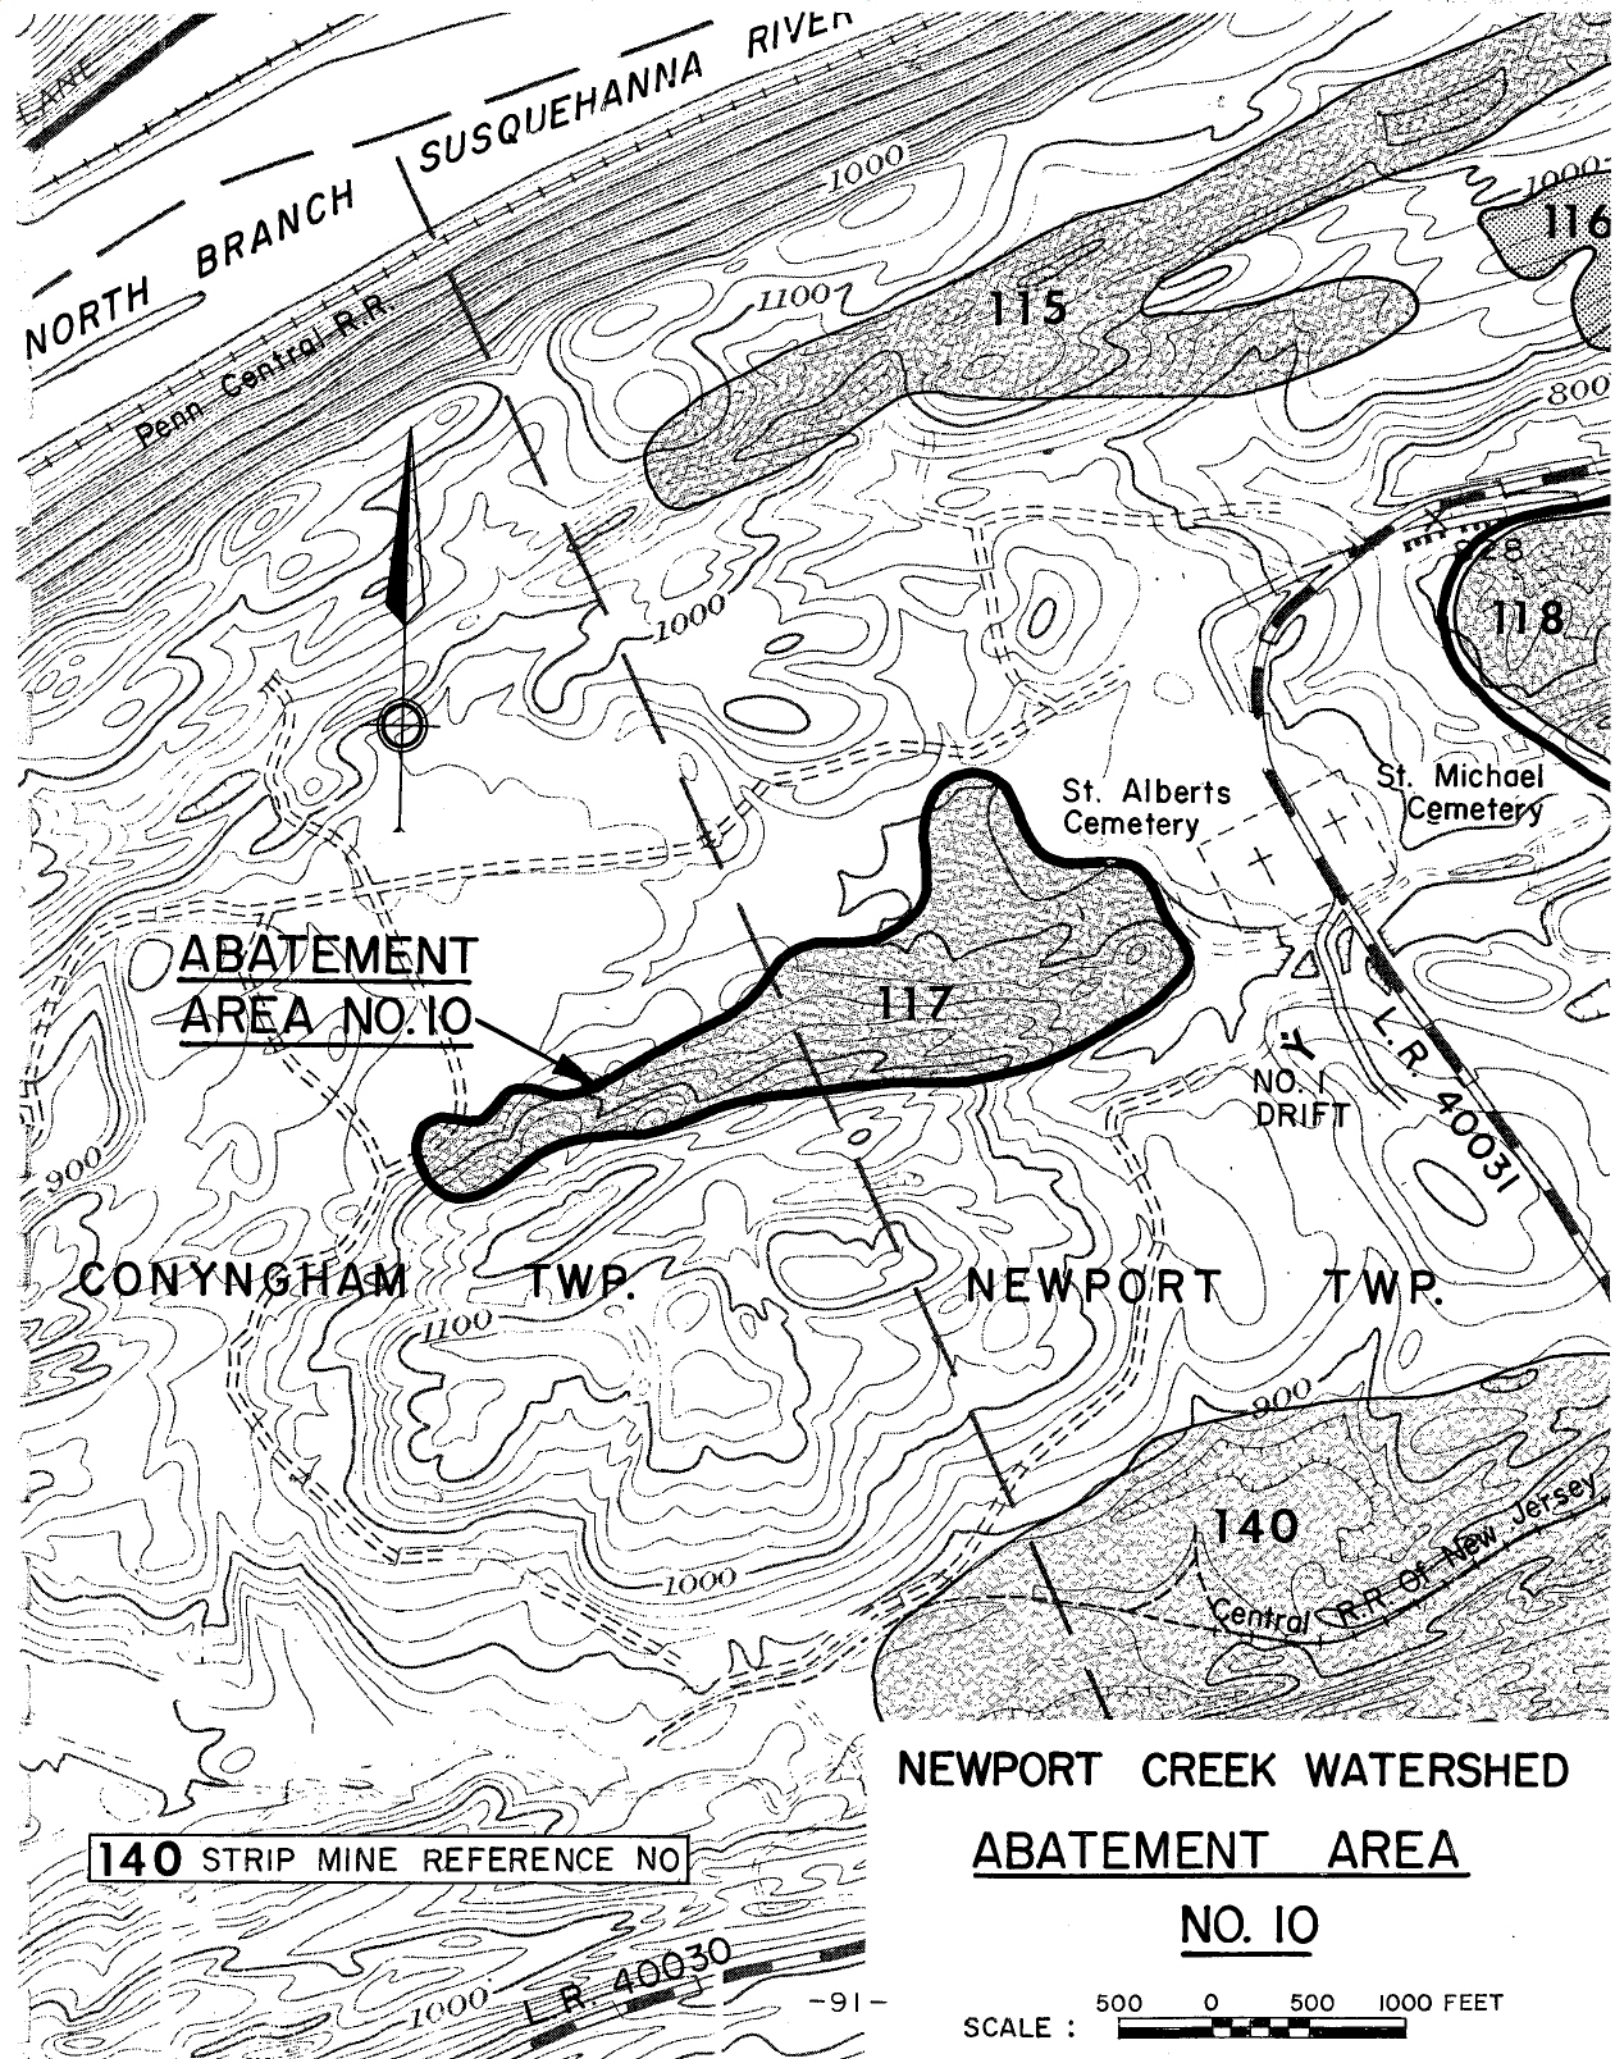 LANE
NORTH BRANCH SUSQUEHANNA RIVER
Penn Central R.R.
1000
1000
116
1100
115
800
828
118
1000
St. Alberts
Cemetery
St. Michael
Cemetery
ABATEMENT
AREA NO. 10
117
NO. 1
DRIFT
L. R. 40031
900
CONYNGHAM TWP.
NEWPORT TWP.
1100
900
140
Central R.R. Of New Jersey
1000
NEWPORT CREEK WATERSHED
ABATEMENT AREA
NO. 10
140 STRIP MINE REFERENCE NO
L. R. 40030
1000
-91-
500 0 500 1000 FEET
SCALE :